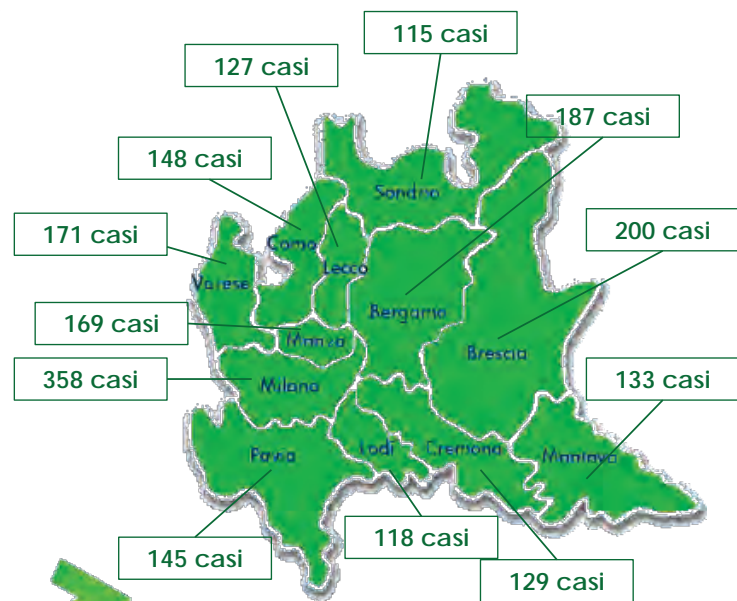 115 casi
127 casi
187 casi
148 casi
Sondrio
171 casi
Como
200 casi
Lecco
Varese
Bergamo
169 casi
Monza
Brescia
358 casi
Milano
133 casi
Pavia
Lodi
Cremona
Mantova
118 casi
145 casi
129 casi